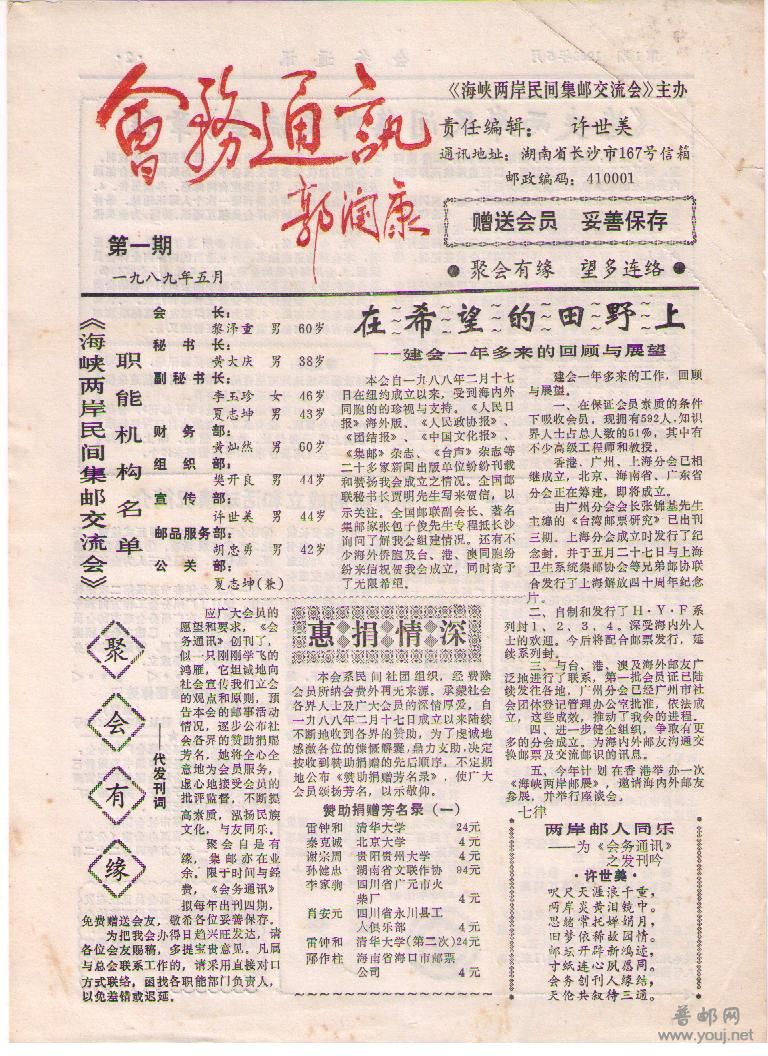 會務通訊
郭润康
第一期
一九八九年五月
《海峡两岸民间集邮交流会》主办
责任编辑： 许世美
通讯地址：湖南省长沙市167号信箱
邮政编码：410001
赠送会员 妥善保存
●聚会有缘 望多连络●
《海峡两岸民间集邮交流会》
职能机构名单
会长：
黎泽重 男 60岁
秘书长：
黄大庆 男 38岁
副秘书长：
李玉珍 女 46岁
夏志坤 男 43岁
财务部：
黄灿然 男 60岁
组织部：
樊开良 男 44岁
宣传部：
许世美 男 44岁
邮品服务部：
胡忠勇 男 42岁
公关部：
夏志坤（兼）
在希望的田野上
——建会一年多来的回顾与展望
本会自一九八八年二月十七
日在纽约成立以来，受到海内外
同胞的的珍视与支持。《人民日
报》海外版、《人民政协报》、
《团结报》、《中国文化报》、
《集邮》杂志、《台声》杂志等
二十多家新闻出版单位纷纷刊载
和赞扬我会成立之情况。全国邮
联秘书长贾明先生写来贺信，以
示关注。全国邮联副会长、著名
集邮家张包子俊先生专程抵长沙
询问了解我会组建情况。还有不
少海外侨胞及台、港、澳同胞纷
纷来信祝贺我会成立，同时寄予
了无限希望。
建会一年多来的工作，回顾
与展望。
一、在保证会员素质的条件
下吸收会员，现拥有592人.知识
界人士占总人数的51％，其中有
不少高级工程师和教授。
香港、广州、上海分会已相
继成立，北京、海南省、广东省
分会正在筹建，即将成立。
由广州分会会长张锦基先生
主编的《台湾邮票研究》已出刊
三期。上海分会成立时发行了纪
念封，并于五月二十七日与上海
卫生系统集邮协会等兄弟邮协联
合发行了上海解放四十周年纪念
片。
二、自制和发行了H·Y·F系
列封1、2、3、4。深受海内外人
士的欢迎。今后将配合邮票发行，延
续系列封。
三、与台、港、澳及海外邮友广
泛地进行了联系，第一批会员证已陆
续发往各地，广州分会已经广州市社
会团休登记管理办公室批准，依法成
立，这些成效，推动了我会的进程。
四、进一步健全组织，争取有更
多的分会成立。为海内外邮友沟通交
换邮票及交流邮识的讯息。
五、今年计划在香港举办一次
《海峡两岸邮展》，邀请海内外邮友
参展，并举行座谈会。
聚会有缘
——代发刊词
应广大会员的
愿望和要求，《会
务通讯》创刊了，
似一只刚刚学飞的
鸿雁，它坦诚地向
社会宣传我们立会
的观点和原则，预
告本会的邮事活动
情况，逐步公布社
会各界的赞助捐赐
芳名，她将全心全
意地为会员服务，
虚心地接受会员的
批评监督，不断提
高素质，泓扬民族
文化，与友同乐。
聚会自是有
缘，集邮亦在业
余，限于时间与经
费，《会务通讯》
拟每年出刊四期，
免费赠送会友，敬希各位妥善保存。
为把我会办得日趋兴旺发达，请
各位会友赐稿，多提宝贵意见。凡属
与总会联系工作的，请采用直接对口
方式联络，函找各职能部门负责人，
以免差错或迟延。
惠捐情深
本会系民间社团组织，经费除
会员所纳会费外再无来源，承蒙社会
各界人士及广大会员的深情厚爱，自
一九八八年二月十七日成立以来陆续
不断地收到各界的赞助，为了虔诚地
感激各位的慷慨解囊，鼎力支助，决定
按收到赞助捐赠的先后顺序，不定期
地公布《赞助捐赠芳名录》，使广大
会员颂扬芳名，以示敬仰。
赞助捐赠芳名录（一）
雷钟和 清华大学 24元
秦克诚 北京大学 4元
谢宗周 贵阳贵州大学 4元
孙健忠 湖南省文联作协 94元
李家驹 四川省广元市火
柴厂 4元
肖安元 四川省永川县工
人俱乐部 4元
雷钟和 清华大学（第二次）24元
邝作柱 海南省海口市邮票
公司 4元
七律
两岸邮人同乐
——为《会务通讯》
之发刊吟
·许世美·
咫尺天涯浪千重，
两岸炎黄泪镜中。
思绪常托婵娟月，
旧梦依稀故园情。
邮坛开辟新鸿迹，
寸纸连心夙愿同。
会务创刊人缘结，
天伦共叙待三通。
普邮网
www.youj.net